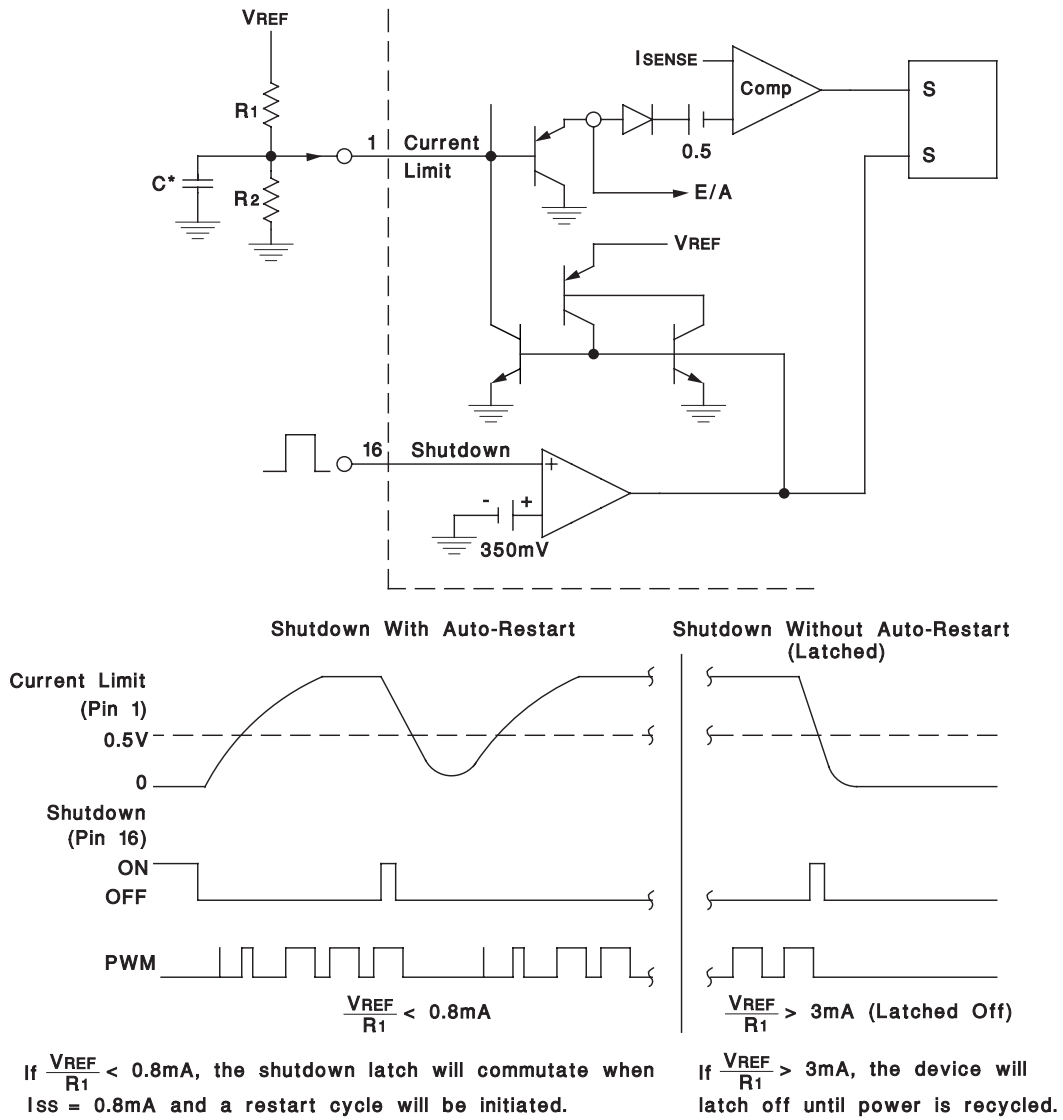 VREF
R1
C*
R2
1 Current
Limit
ISENSE
Comp
0.5
E/A
S
S
VREF
16 Shutdown
+
- +
350mV
Shutdown With Auto-Restart
Shutdown Without Auto-Restart
(Latched)
Current Limit
(Pin 1)
0.5V
0
Shutdown
(Pin 16)
ON
OFF
PWM
VREF
R1
< 0.8mA
VREF
R1
> 3mA (Latched Off)
If VREF/R1 < 0.8mA, the shutdown latch will commutate when
ISS = 0.8mA and a restart cycle will be initiated.
If VREF/R1 > 3mA, the device will
latch off until power is recycled.